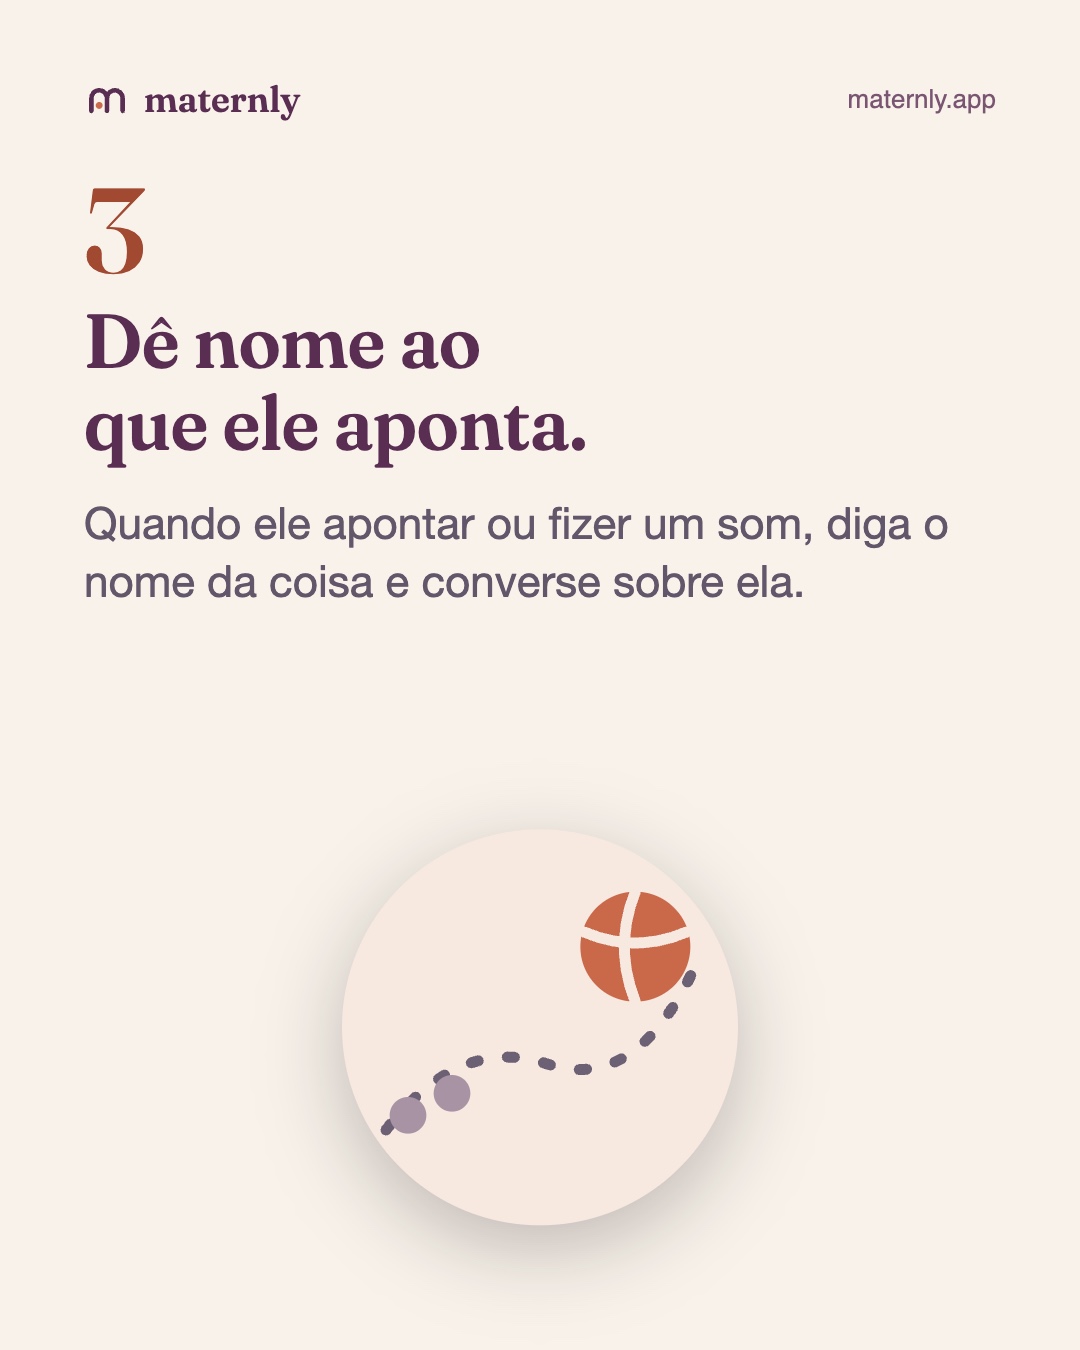 maternly
maternly.app
3
Dê nome ao
que ele aponta.
Quando ele apontar ou fizer um som, diga o
nome da coisa e converse sobre ela.